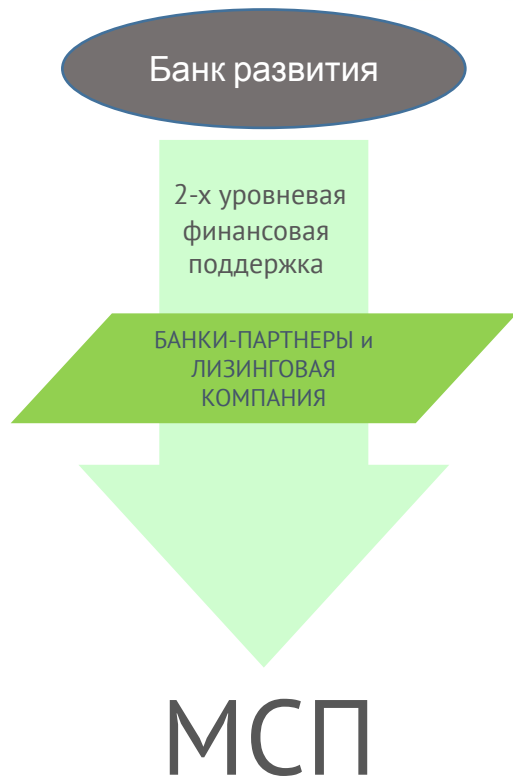 Банк развития
2-х уровневая
финансовая
поддержка
БАНКИ-ПАРТНЕРЫ и
ЛИЗИНГОВАЯ
КОМПАНИЯ
МСП